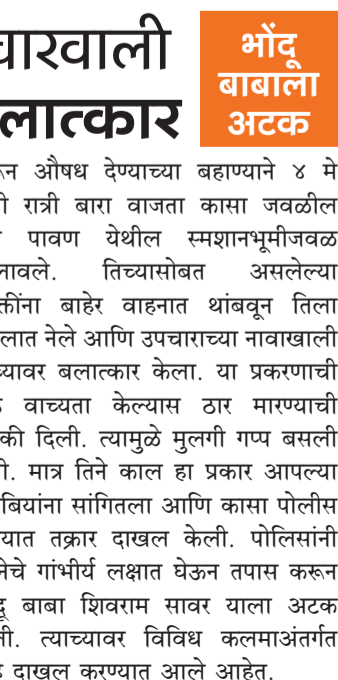 चारवाली
लात्कार
भोंदू
बाबाला
अटक
न औषध देण्याच्या बहाण्याने ४ मे
ी रात्री बारा वाजता कासा जवळील
पावण येथील स्मशानभूमीजवळ
नावले. तिच्यासोबत असलेल्या
क्तींना बाहेर वाहनात थांबवून तिला
लात नेले आणि उपचाराच्या नावाखाली
च्यावर बलात्कार केला. या प्रकरणाची
वाच्यता केल्यास ठार मारण्याची
की दिली. त्यामुळे मुलगी गप्प बसली
ी. मात्र तिने काल हा प्रकार आपल्या
बियांना सांगितला आणि कासा पोलीस
यात तक्रार दाखल केली. पोलिसांनी
नेचे गांभीर्य लक्षात घेऊन तपास करून
दू बाबा शिवराम सावर याला अटक
ली. त्याच्यावर विविध कलमाअंतर्गत
दाखल करण्यात आले आहेत.